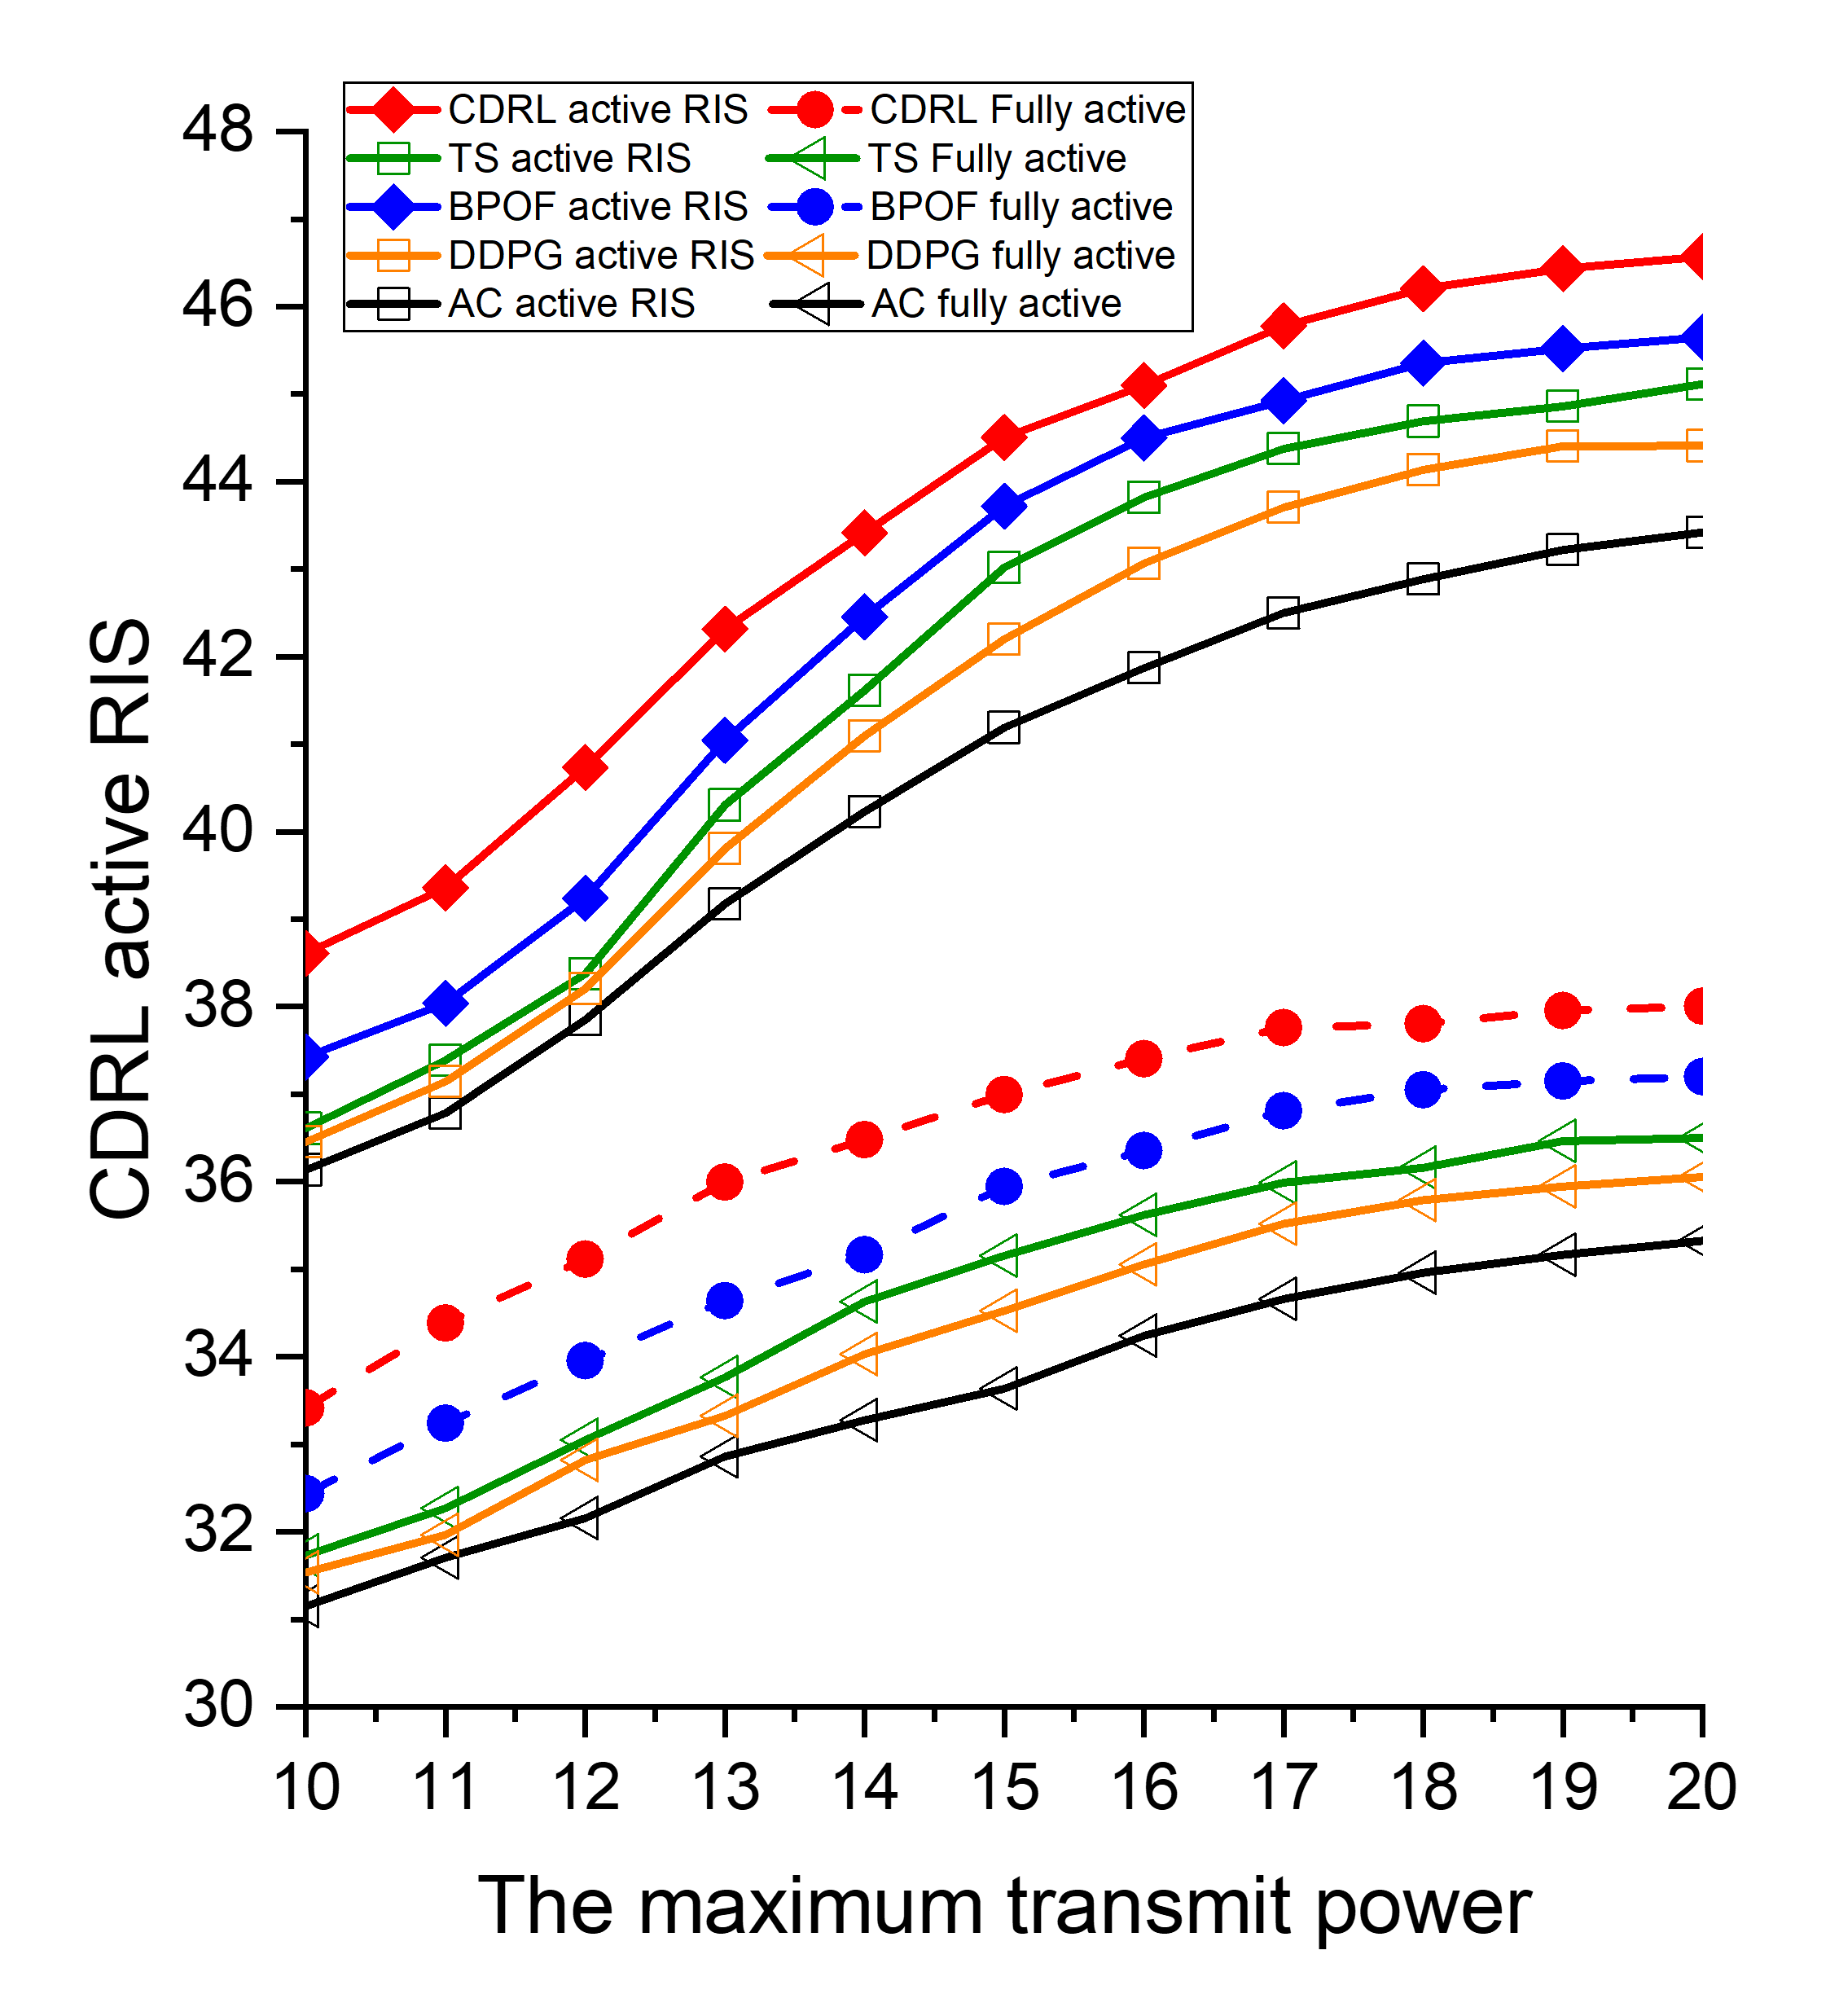 CDRL active RIS CDRL Fully active
TS active RIS TS Fully active
BPOF active RIS BPOF fully active
DDPG active RIS DDPG fully active
AC active RIS AC fully active
48
46
44
42
40
38
36
34
32
30
CDRL active RIS
10 11 12 13 14 15 16 17 18 19 20
The maximum transmit power